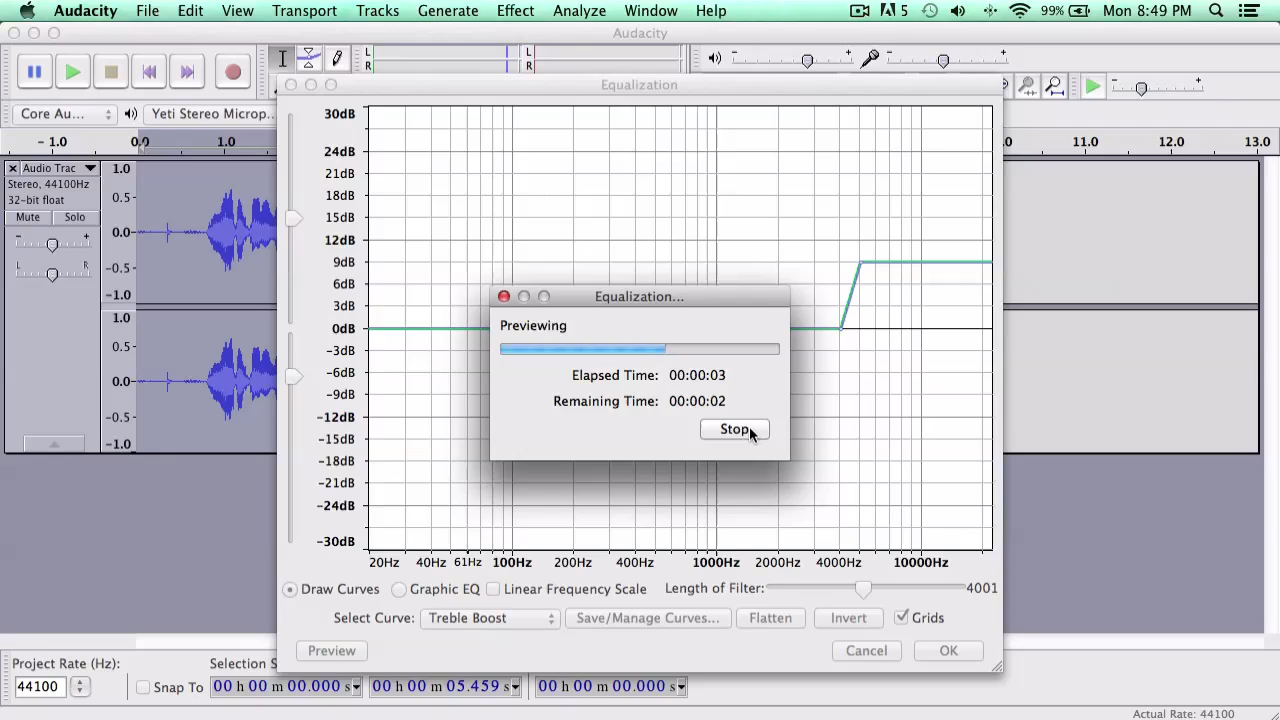 Audacity File Edit View Transport Tracks Generate Effect Analyze Window Help 5 99% Mon 8:49 PM
Audacity
L
R
L
R
Core Au... Yeti Stereo Microp...
Equalization
- 1.0 0.0 1.0 11.0 12.0 13.0
Audio Trac
Stereo, 44100Hz
32-bit float
Mute Solo
- +
L R
1.0
0.5
0.0
-0.5
-1.0
1.0
0.5
0.0
-0.5
-1.0
30dB
24dB
21dB
18dB
15dB
12dB
9dB
6dB
3dB
0dB
-3dB
-6dB
-9dB
-12dB
-15dB
-18dB
-21dB
-24dB
-30dB
20Hz 40Hz 61Hz 100Hz 200Hz 400Hz 1000Hz 2000Hz 4000Hz 10000Hz
Equalization...
Previewing
Elapsed Time: 00:00:03
Remaining Time: 00:00:02
Stop
Draw Curves Graphic EQ Linear Frequency Scale Length of Filter: 4001
Select Curve: Treble Boost Save/Manage Curves... Flatten Invert Grids
Preview Cancel OK
Project Rate (Hz): Selection S
44100 Snap To 00 h 00 m 00.000 s 00 h 00 m 05.459 s 00 h 00 m 00.000 s
Actual Rate: 44100